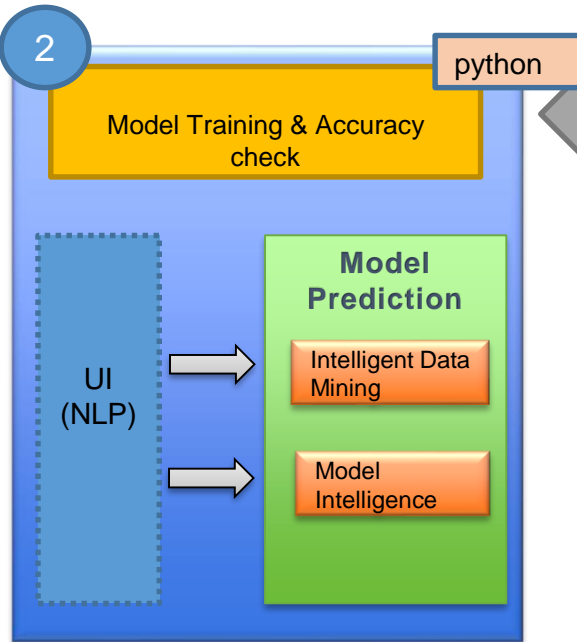 2
python
Model Training & Accuracy
check
UI
(NLP)
Model
Prediction
Intelligent Data
Mining
Model
Intelligence